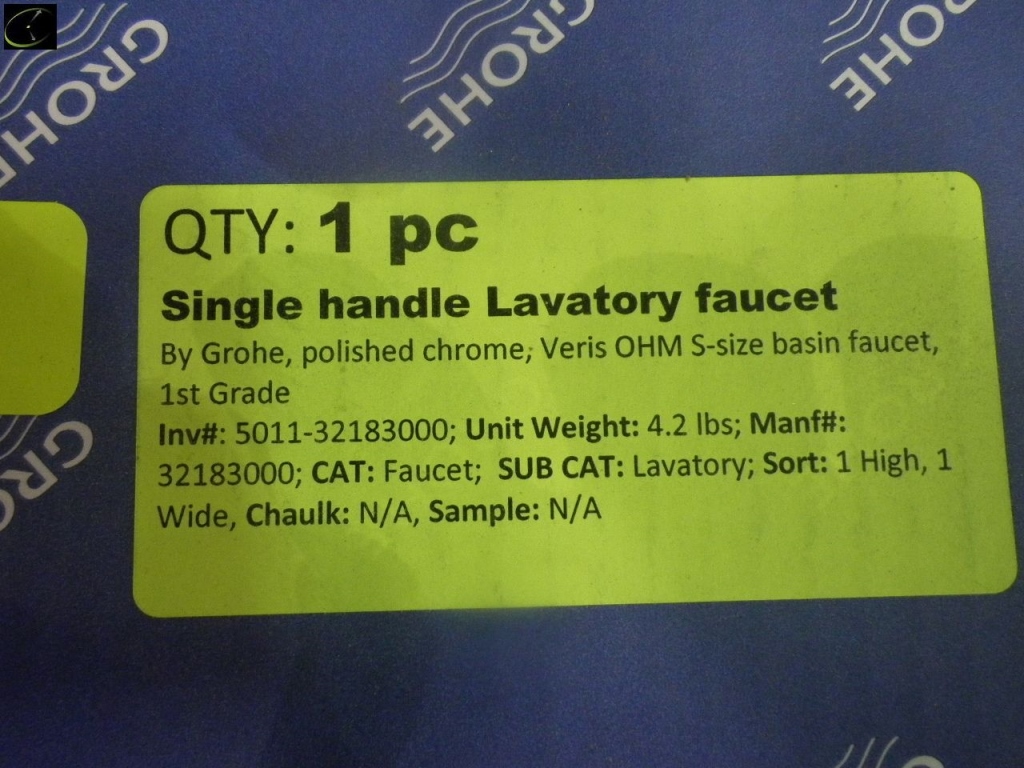 GROHE
GROHE
GROHE
QTY: 1 pc
Single handle Lavatory faucet
By Grohe, polished chrome; Veris OHM S-size basin faucet,
1st Grade
Inv#: 5011-32183000; Unit Weight: 4.2 lbs; Manf#:
32183000; CAT: Faucet; SUB CAT: Lavatory; Sort: 1 High, 1
Wide, Chaulk: N/A, Sample: N/A